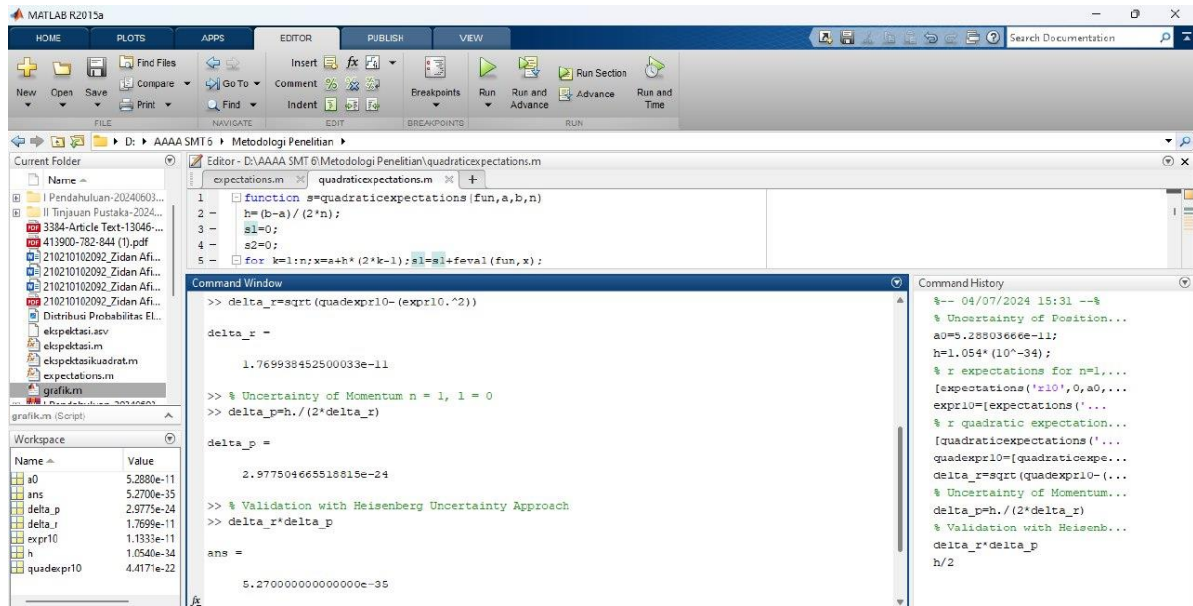 MATLAB R2015a
HOME PLOTS APPS EDITOR PUBLISH VIEW Search Documentation
New Open Save Find Files Compare Print
Go To Find
Insert fx Comment Indent
Breakpoints Run Run and Advance Run Section Advance Run and Time
FILE NAVIGATE EDIT BREAKPOINTS RUN
D: AAAA SMT 6 Metodologi Penelitian
Current Folder
Name
I Pendahuluan-20240603...
II Tinjauan Pustaka-2024...
3384-Article Text-13046-...
413900-782-844 (1).pdf
210210102092_Zidan Afi...
210210102092_Zidan Afi...
210210102092_Zidan Afi...
210210102092_Zidan Afi...
Distribusi Probabilitas El...
ekspektasi.asv
ekspektasi.m
ekspektasikuadrat.m
expectations.m
grafik.m
grafik.m (Script)
Workspace
Name Value
a0 5.2880e-11
ans 5.2700e-35
delta_p 2.9775e-24
delta_r 1.7699e-11
expr10 1.1333e-11
h 1.0540e-34
quadexpr10 4.4171e-22
Editor - D:\AAAA SMT 6\Metodologi Penelitian\quadraticexpectations.m
expectations.m quadraticexpectations.m
1 function s=quadraticexpectations(fun,a,b,n)
2 - h=(b-a)/(2*n);
3 - s1=0;
4 - s2=0;
5 - for k=1:n;x=a+h*(2*k-1);s1=s1+feval(fun,x);
Command Window
>> delta_r=sqrt(quadexpr10-(expr10.^2))
delta_r =
1.769938452500033e-11
>> % Uncertainty of Momentum n = 1, l = 0
>> delta_p=h./(2*delta_r)
delta_p =
2.977504665518815e-24
>> % Validation with Heisenberg Uncertainty Approach
>> delta_r*delta_p
ans =
5.270000000000000e-35
fx
Command History
%-- 04/07/2024 15:31 --%
% Uncertainty of Position...
a0=5.28803666e-11;
h=1.054*(10^-34);
% r expectations for n=1,...
[expectations('r10',0,a0,...
expr10=[expectations('...
% r quadratic expectation...
[quadraticexpectations('...
quadexpr10=[quadraticexpe...
delta_r=sqrt(quadexpr10-(...
% Uncertainty of Momentum...
delta_p=h./(2*delta_r)
% Validation with Heisenb...
delta_r*delta_p
h/2